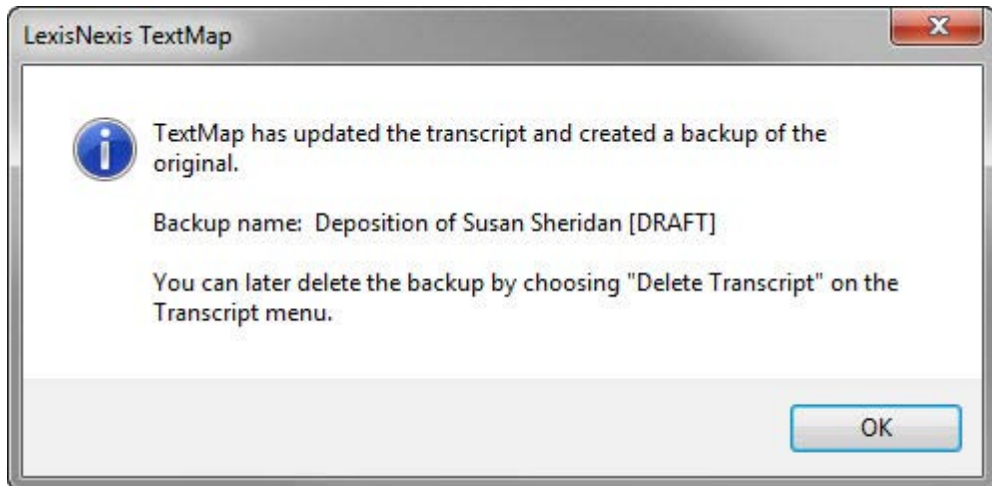 LexisNexis TextMap
TextMap has updated the transcript and created a backup of the
original.
Backup name:  Deposition of Susan Sheridan [DRAFT]
You can later delete the backup by choosing "Delete Transcript" on the
Transcript menu.
OK